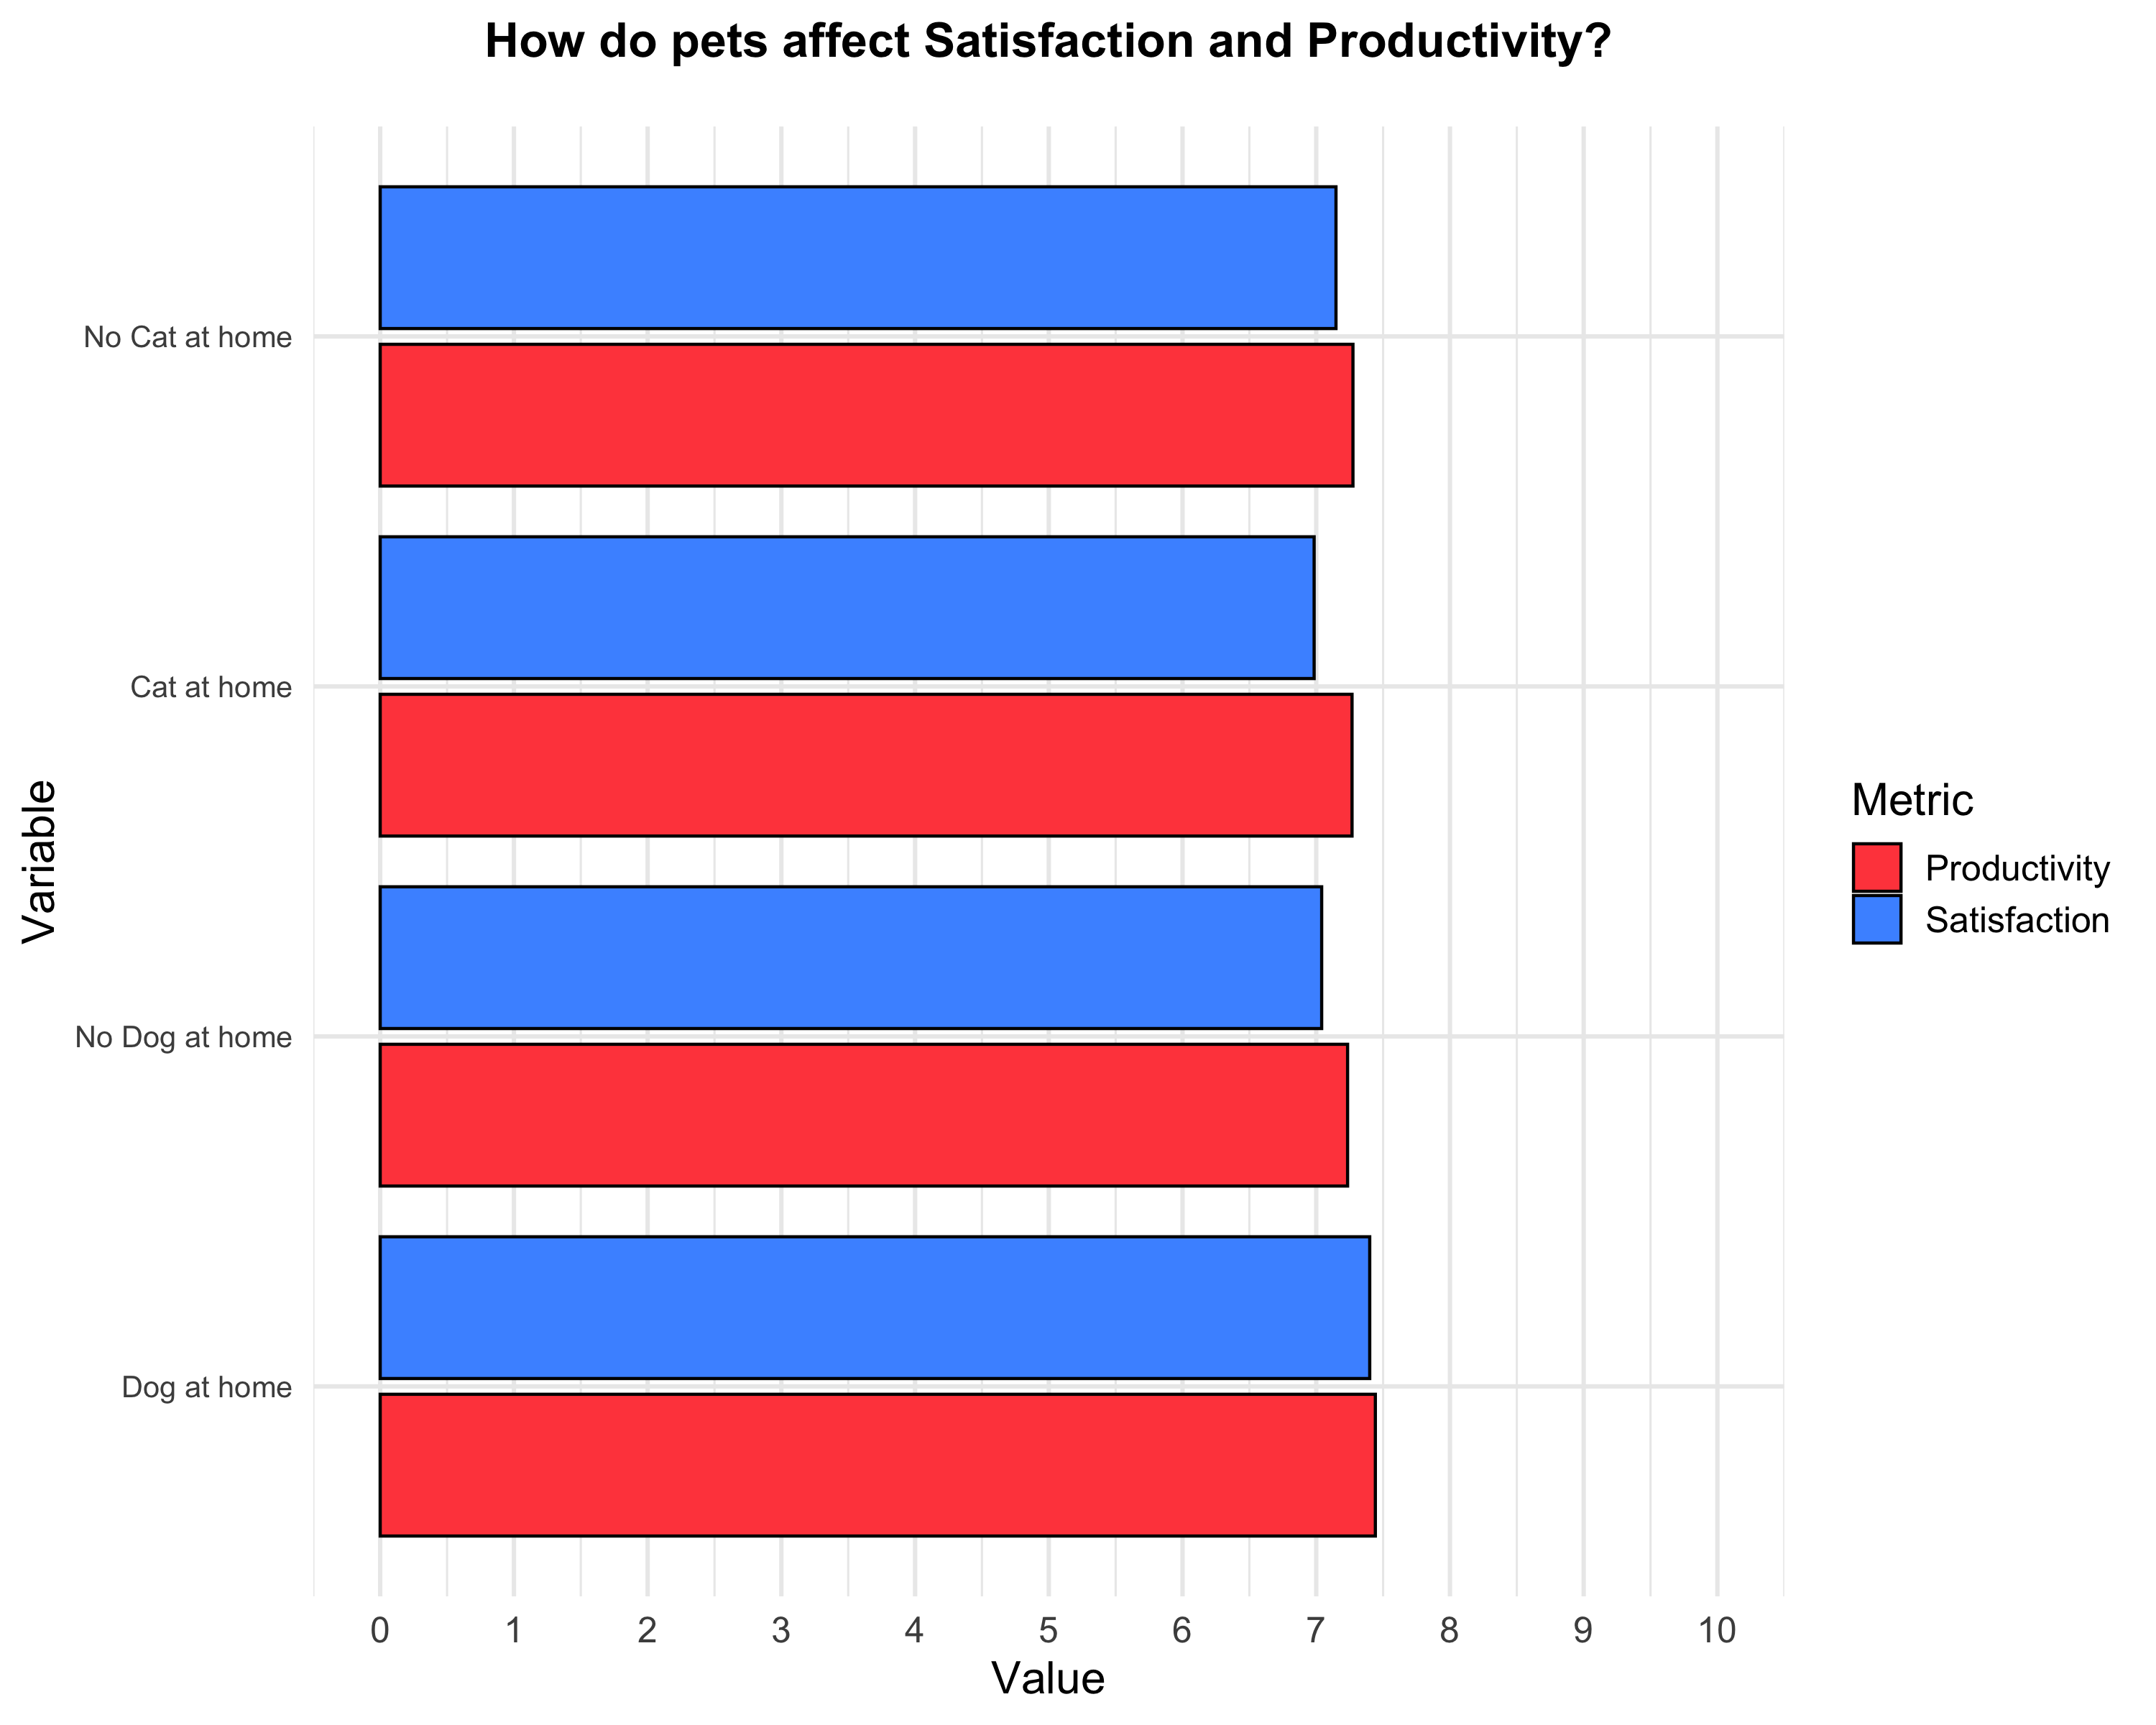 How do pets affect Satisfaction and Productivity?
No Cat at home
Cat at home
No Dog at home
Dog at home
Variable
0 1 2 3 4 5 6 7 8 9 10
Value
Metric
Productivity
Satisfaction